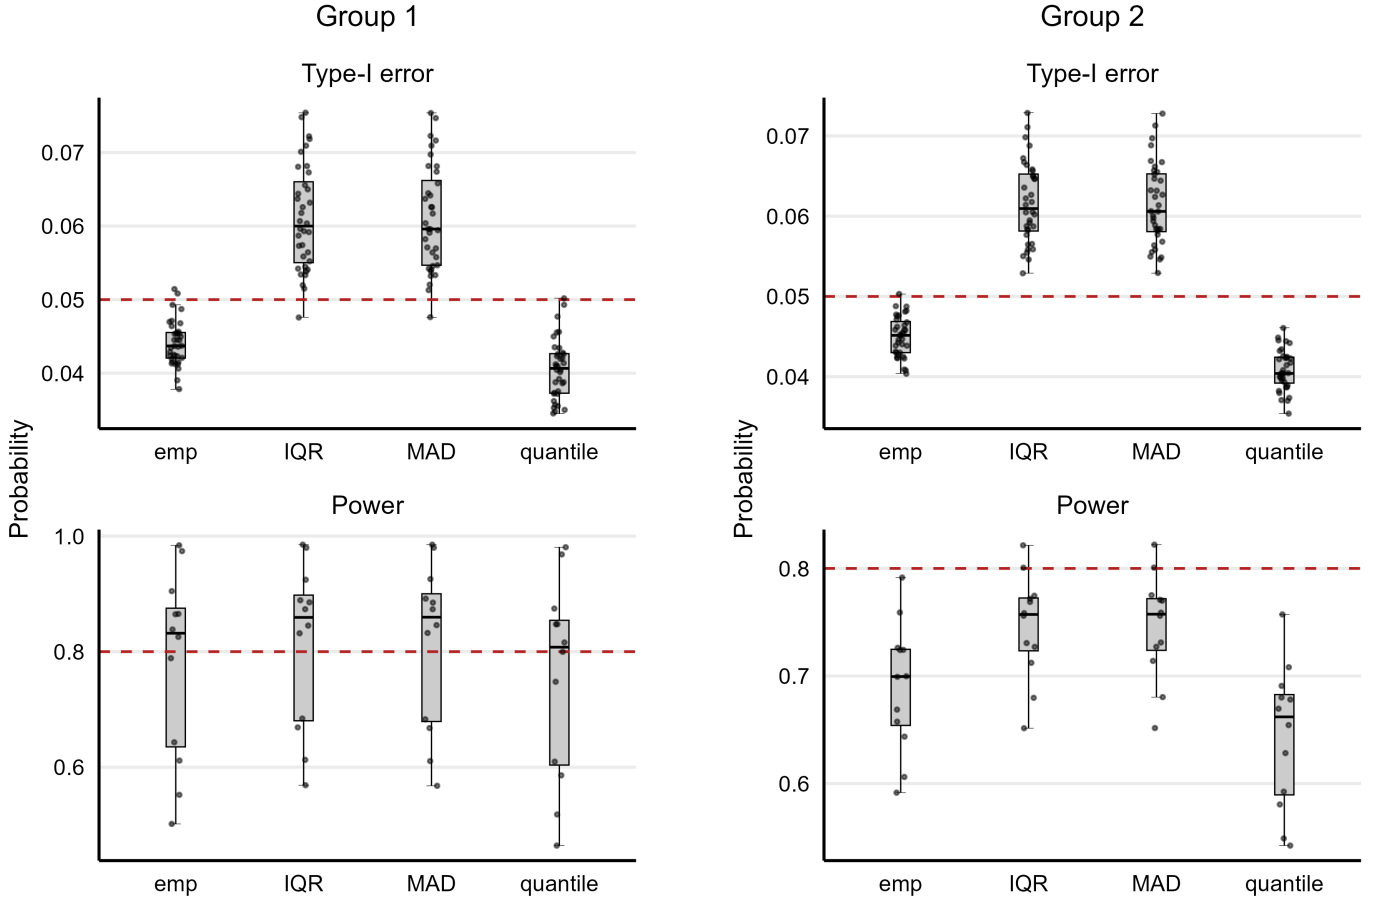 Group 1
Type-I error
Probability
0.07
0.06
0.05
0.04
emp IQR MAD quantile
Power
1.0
0.8
0.6
emp IQR MAD quantile
Group 2
Type-I error
Probability
0.07
0.06
0.05
0.04
emp IQR MAD quantile
Power
0.8
0.7
0.6
emp IQR MAD quantile